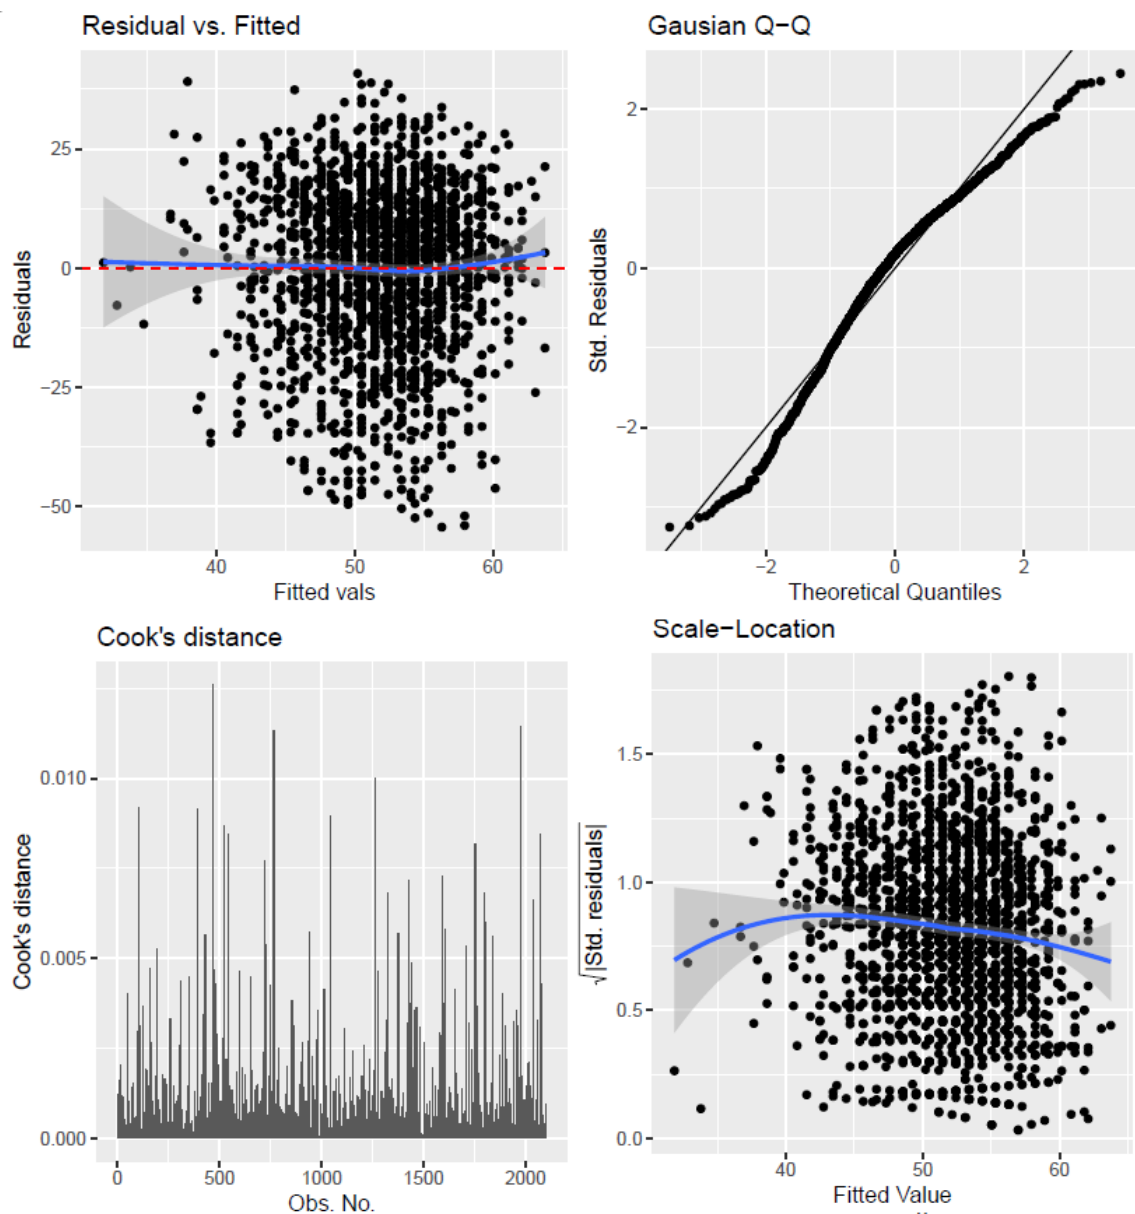 Residual vs. Fitted
25
0
−25
−50
Residuals
40
50
60
Fitted vals
Gausian Q−Q
2
0
−2
Std. Residuals
−2
0
2
Theoretical Quantiles
Cook's distance
0.010
0.005
0.000
Cook's distance
0
500
1000
1500
2000
Obs. No.
Scale−Location
1.5
1.0
0.5
0.0
√|Std. residuals|
40
50
60
Fitted Value